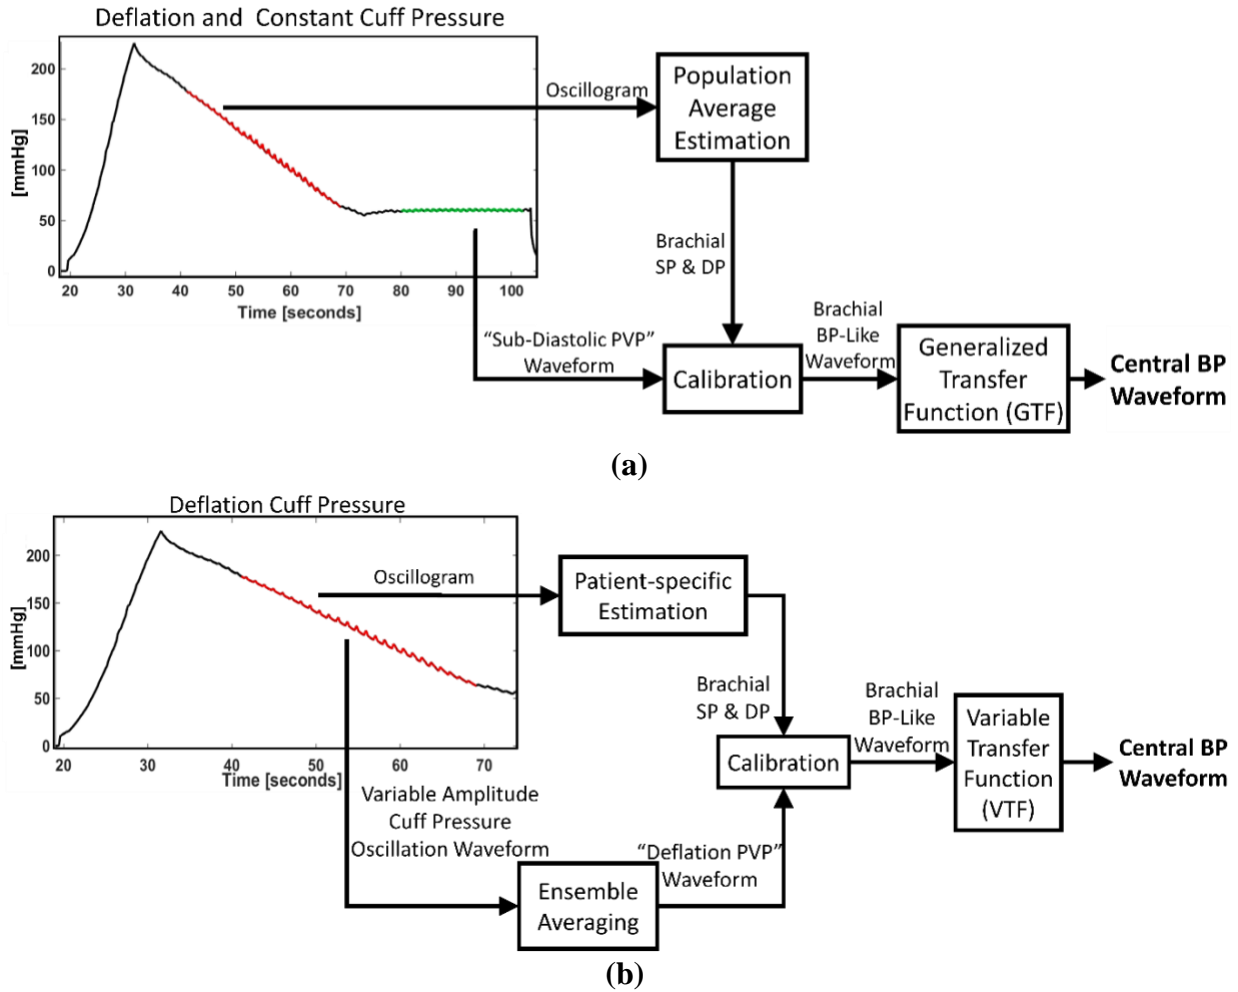 Deflation and Constant Cuff Pressure
[mmHg]
200
150
100
50
0
20 30 40 50 60 70 80 90 100
Time [seconds]
Oscillogram
Population
Average
Estimation
Brachial
SP & DP
“Sub-Diastolic PVP”
Waveform
Calibration
Brachial
BP-Like
Waveform
Generalized
Transfer
Function (GTF)
Central BP
Waveform
(a)
Deflation Cuff Pressure
[mmHg]
200
150
100
50
0
20 30 40 50 60 70
Time [seconds]
Oscillogram
Patient-specific
Estimation
Brachial
SP & DP
Variable Amplitude
Cuff Pressure
Oscillation Waveform
Ensemble
Averaging
“Deflation PVP”
Waveform
Calibration
Brachial
BP-Like
Waveform
Variable
Transfer
Function
(VTF)
Central BP
Waveform
(b)